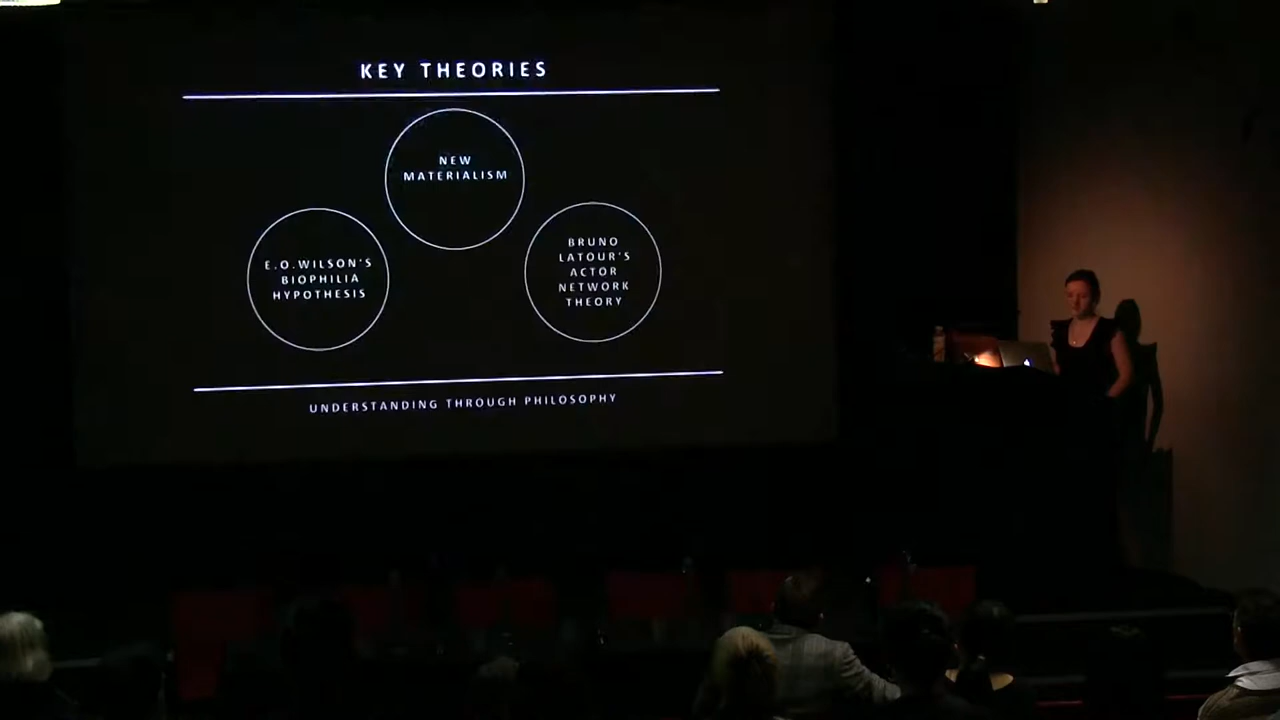 KEY THEORIES
NEW
MATERIALISM
E.O.WILSON'S
BIOPHILIA
HYPOTHESIS
BRUNO
LATOUR'S
ACTOR
NETWORK
THEORY
UNDERSTANDING THROUGH PHILOSOPHY